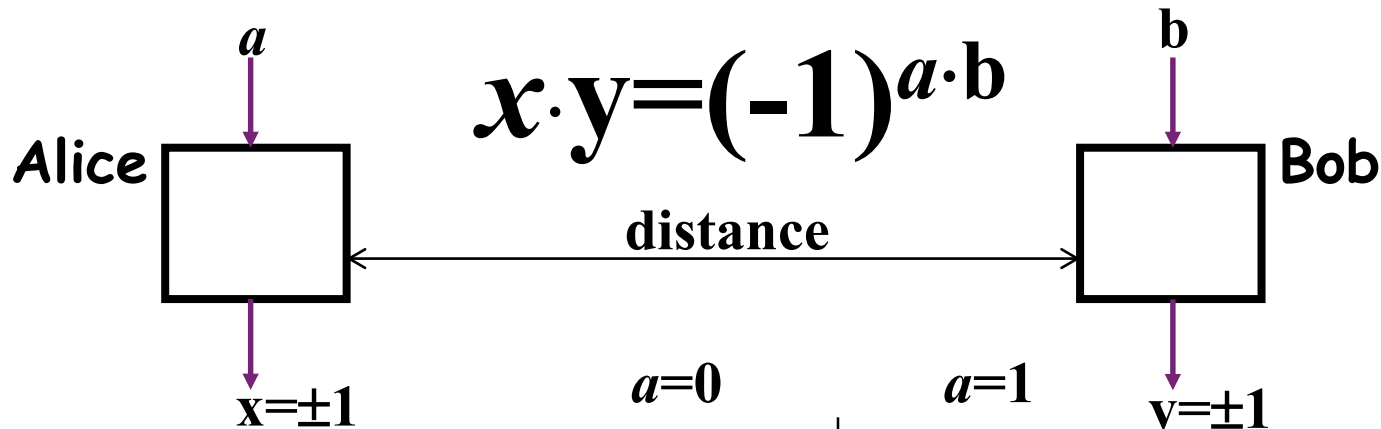 a
b
x·y=(-1)^a·b
Alice
Bob
distance
a=0
a=1
x=±1
y=±1